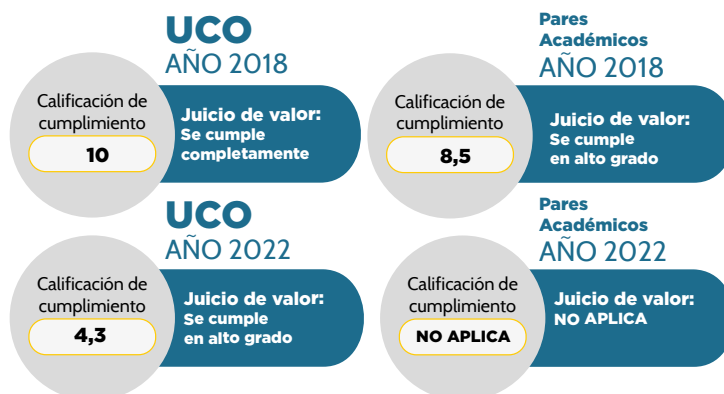 UCO
AÑO 2018
Calificación de
cumplimiento
10
Juicio de valor:
Se cumple
completamente
Pares
Académicos
AÑO 2018
Calificación de
cumplimiento
8,5
Juicio de valor:
Se cumple
en alto grado
UCO
AÑO 2022
Calificación de
cumplimiento
4,3
Juicio de valor:
Se cumple
en alto grado
Pares
Académicos
AÑO 2022
Calificación de
cumplimiento
NO APLICA
Juicio de valor:
NO APLICA